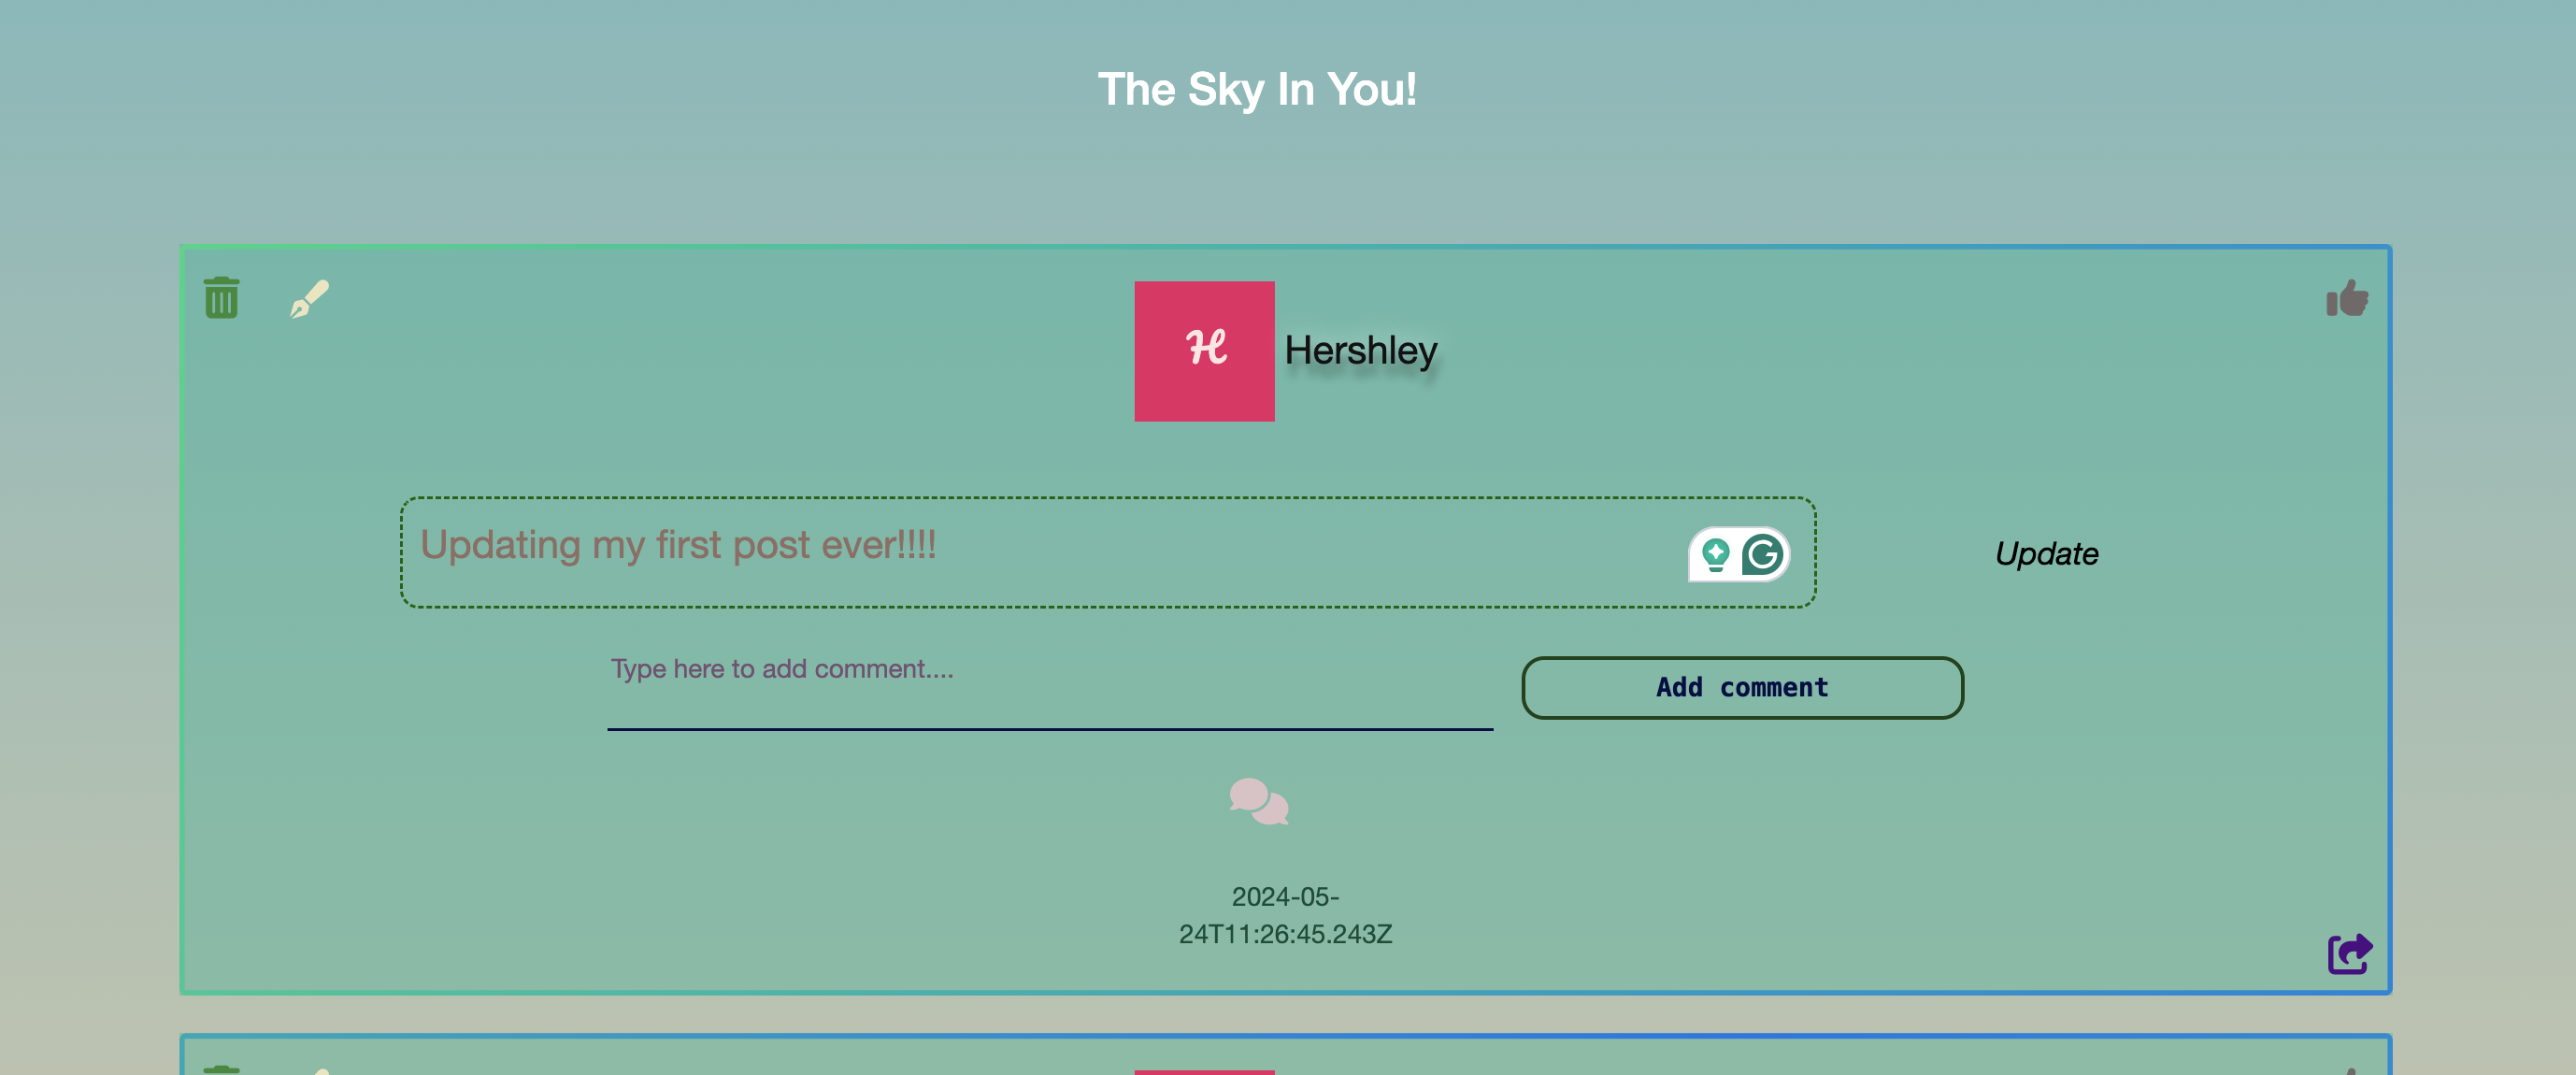 The Sky In You!
H
Hershley
Updating my first post ever!!!!
Update
Type here to add comment....
Add comment
2024-05-
24T11:26:45.243Z